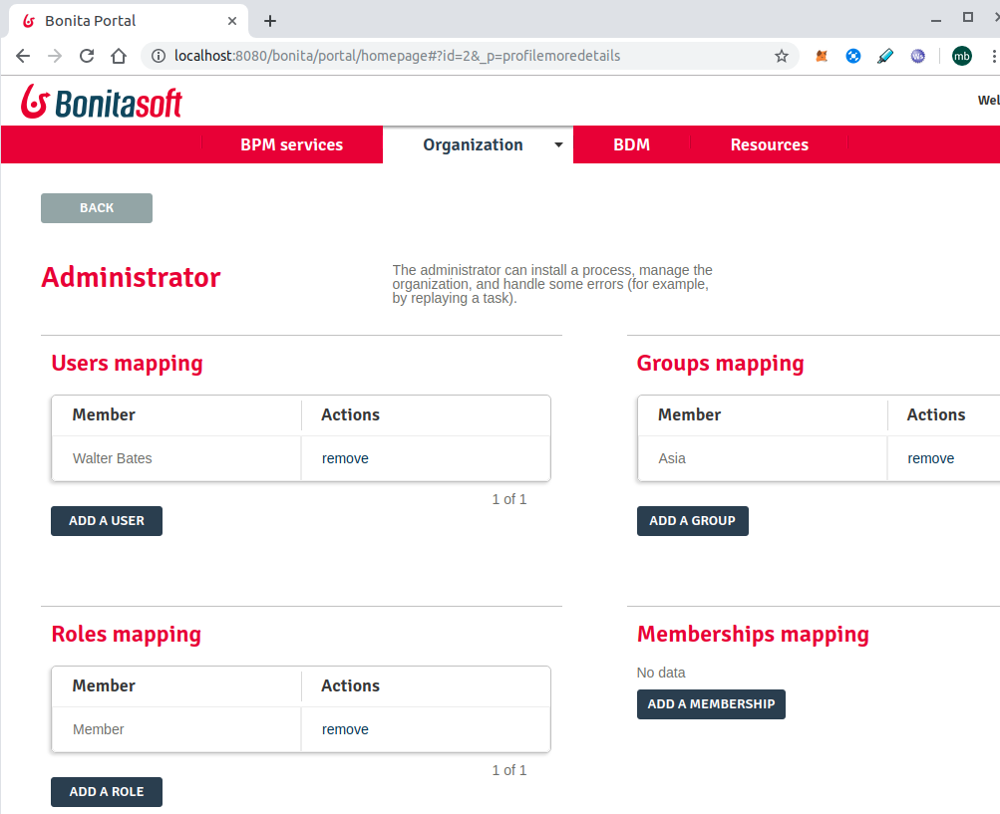 Bonita Portal
localhost:8080/bonita/portal/homepage#?id=2&_p=profilemoredetails
mb
Bonitasoft
Wel
BPM services
Organization
BDM
Resources
BACK
Administrator
The administrator can install a process, manage the
organization, and handle some errors (for example,
by replaying a task).
Users mapping
Member Actions
Walter Bates remove
1 of 1
ADD A USER
Groups mapping
Member Actions
Asia remove
ADD A GROUP
Roles mapping
Member Actions
Member remove
1 of 1
ADD A ROLE
Memberships mapping
No data
ADD A MEMBERSHIP